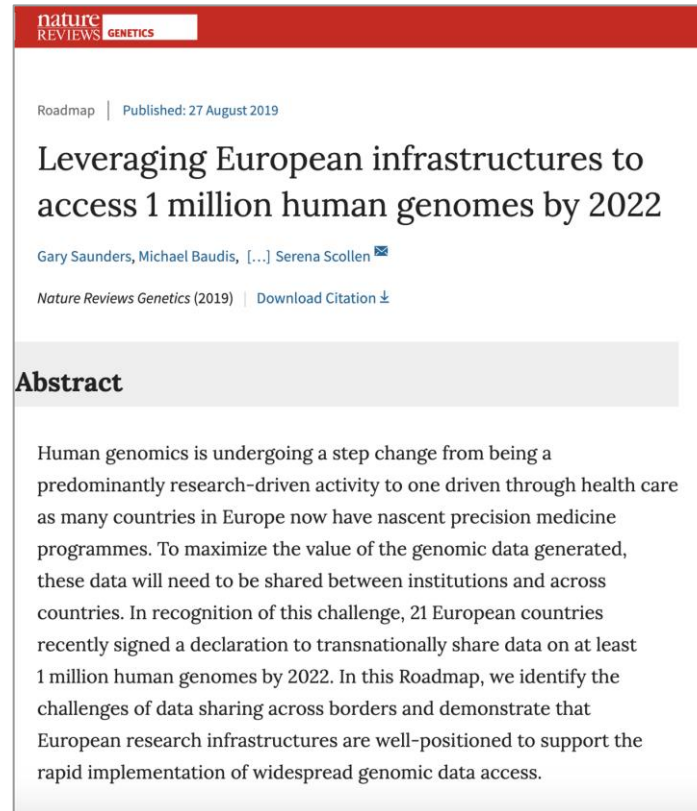 nature
REVIEWS GENETICS
Roadmap | Published: 27 August 2019
Leveraging European infrastructures to
access 1 million human genomes by 2022
Gary Saunders, Michael Baudis, [...] Serena Scollen
Nature Reviews Genetics (2019) | Download Citation
Abstract
Human genomics is undergoing a step change from being a
predominantly research-driven activity to one driven through health care
as many countries in Europe now have nascent precision medicine
programmes. To maximize the value of the genomic data generated,
these data will need to be shared between institutions and across
countries. In recognition of this challenge, 21 European countries
recently signed a declaration to transnationally share data on at least
1 million human genomes by 2022. In this Roadmap, we identify the
challenges of data sharing across borders and demonstrate that
European research infrastructures are well-positioned to support the
rapid implementation of widespread genomic data access.